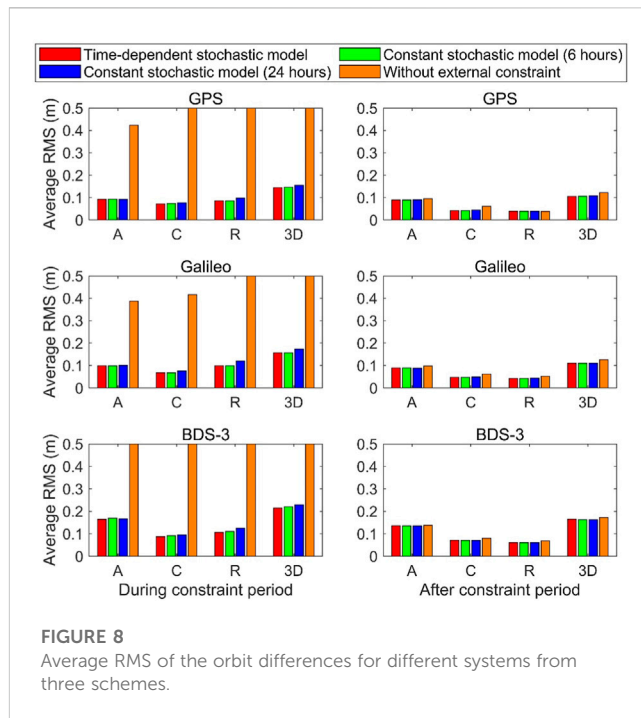 Time-dependent stochastic model
Constant stochastic model (6 hours)
Constant stochastic model (24 hours)
Without external constraint
GPS
Average RMS (m)
0.5
0.4
0.3
0.2
0.1
0
A C R 3D
GPS
0.5
0.4
0.3
0.2
0.1
0
A C R 3D
Galileo
Average RMS (m)
0.5
0.4
0.3
0.2
0.1
0
A C R 3D
Galileo
0.5
0.4
0.3
0.2
0.1
0
A C R 3D
BDS-3
Average RMS (m)
0.5
0.4
0.3
0.2
0.1
0
A C R 3D
During constraint period
BDS-3
0.5
0.4
0.3
0.2
0.1
0
A C R 3D
After constraint period
FIGURE 8
Average RMS of the orbit differences for different systems from
three schemes.